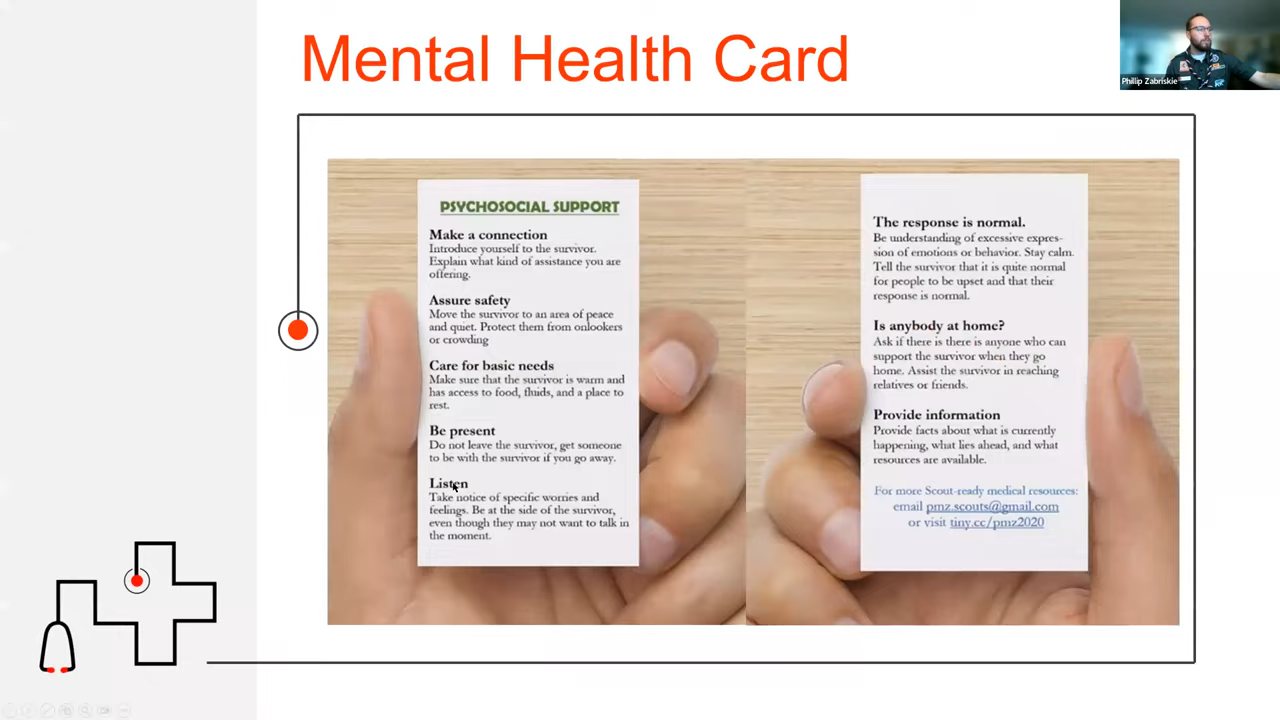 Mental Health Card
Philip Zabriskie
PSYCHOSOCIAL SUPPORT
Make a connection
Introduce yourself to the survivor.
Explain what kind of assistance you are
offering.
Assure safety
Move the survivor to an area of peace
and quiet. Protect them from onlookers
or crowding
Care for basic needs
Make sure that the survivor is warm and
has access to food, fluids, and a place to
rest.
Be present
Do not leave the survivor, get someone
to be with the survivor if you go away.
Listen
Take notice of specific worries and
feelings. Be at the side of the survivor,
even though they may not want to talk in
the moment.
The response is normal.
Be understanding of excessive expres-
sion of emotions or behavior. Stay calm.
Tell the survivor that it is quite normal
for people to be upset and that their
response is normal.
Is anybody at home?
Ask if there is there is anyone who can
support the survivor when they go
home. Assist the survivor in reaching
relatives or friends.
Provide information
Provide facts about what is currently
happening, what lies ahead, and what
resources are available.
For more Scout-ready medical resources:
email pmz.scouts@gmail.com
or visit tiny.cc/pmz2020